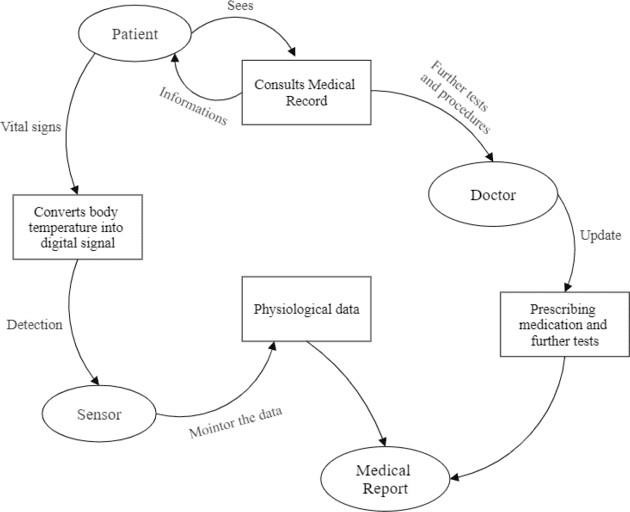 Patient
Sees
Consults Medical
Record
Informations
Further tests
and procedures
Vital signs
Doctor
Converts body
temperature into
digital signal
Update
Physiological data
Prescribing
medication and
further tests
Detection
Sensor
Mointor the data
Medical
Report